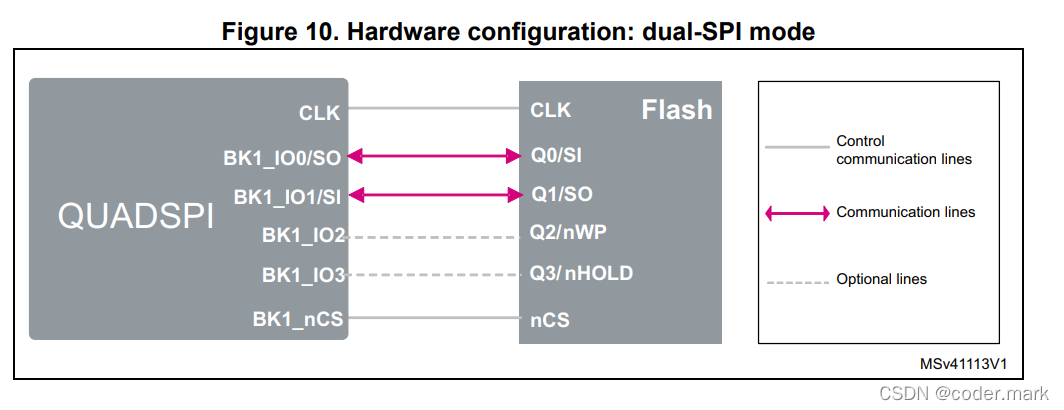 Figure 10. Hardware configuration: dual-SPI mode
QUADSPI
CLK
BK1_IO0/SO
BK1_IO1/SI
BK1_IO2
BK1_IO3
BK1_nCS
Flash
CLK
Q0/SI
Q1/SO
Q2/nWP
Q3/nHOLD
nCS
Control
communication lines
Communication lines
Optional lines
MSv41113V1
CSDN @coder.mark